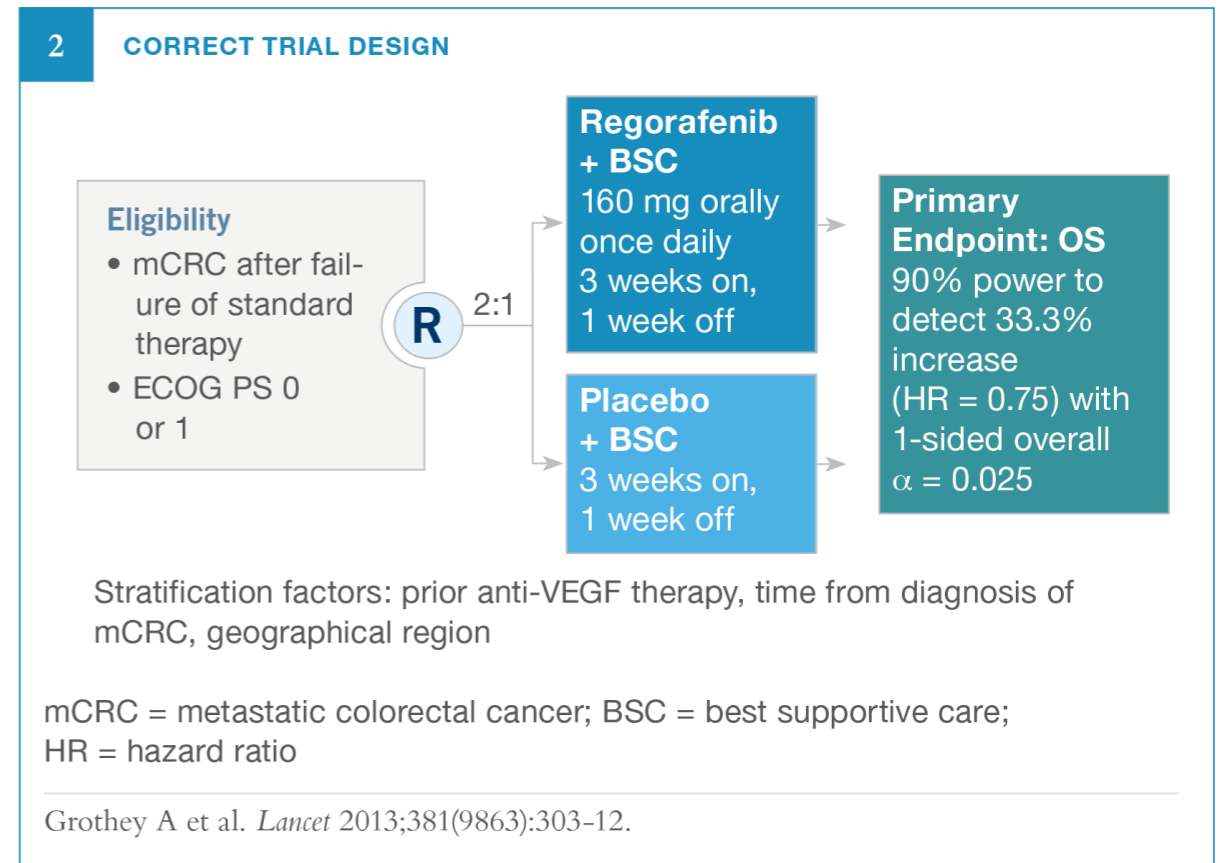 2 CORRECT TRIAL DESIGN
Eligibility
• mCRC after fail-
ure of standard
therapy
• ECOG PS 0
or 1
R
2:1
Regorafenib
+ BSC
160 mg orally
once daily
3 weeks on,
1 week off
Placebo
+ BSC
3 weeks on,
1 week off
Primary
Endpoint: OS
90% power to
detect 33.3%
increase
(HR = 0.75) with
1-sided overall
α = 0.025
Stratification factors: prior anti-VEGF therapy, time from diagnosis of
mCRC, geographical region
mCRC = metastatic colorectal cancer; BSC = best supportive care;
HR = hazard ratio
Grothey A et al. Lancet 2013;381(9863):303–12.